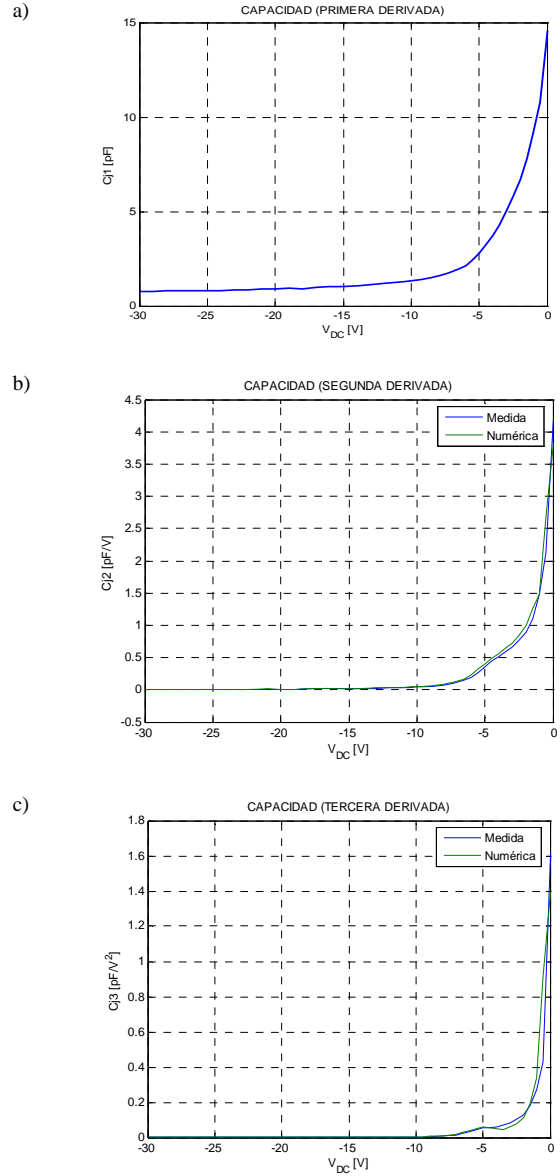 a)
CAPACIDAD (PRIMERA DERIVADA)
15
10
5
0
Cj1 [pF]
-30 -25 -20 -15 -10 -5 0
V_DC [V]
b)
CAPACIDAD (SEGUNDA DERIVADA)
4.5
4
3.5
3
2.5
2
1.5
1
0.5
0
-0.5
Cj2 [pF/V]
Medida
Numérica
-30 -25 -20 -15 -10 -5 0
V_DC [V]
c)
CAPACIDAD (TERCERA DERIVADA)
1.8
1.6
1.4
1.2
1
0.8
0.6
0.4
0.2
0
Cj3 [pF/V²]
Medida
Numérica
-30 -25 -20 -15 -10 -5 0
V_DC [V]